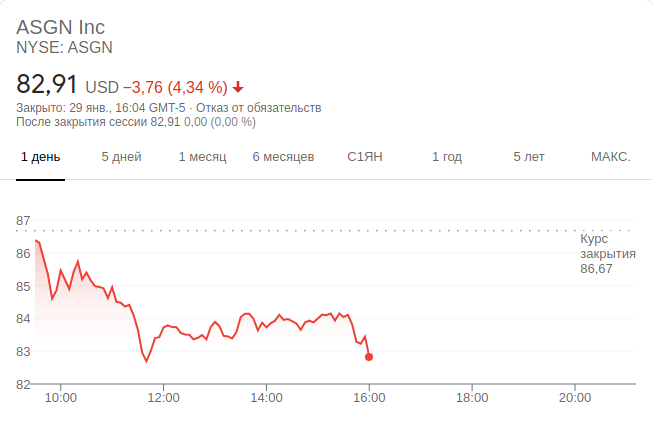 ASGN Inc
NYSE: ASGN
82,91 USD −3,76 (4,34 %)
Закрыто: 29 янв., 16:04 GMT-5 · Отказ от обязательств
После закрытия сессии 82,91 0,00 (0,00 %)
1 день 5 дней 1 месяц 6 месяцев С1ЯН 1 год 5 лет МАКС.
87
Курс
закрытия
86,67
86
85
84
83
82
10:00 12:00 14:00 16:00 18:00 20:00